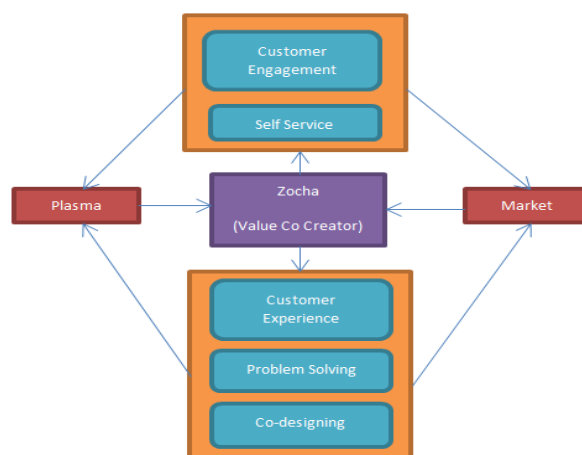 Customer
Engagement
Self Service
Plasma
Zocha
(Value Co Creator)
Market
Customer
Experience
Problem Solving
Co-designing